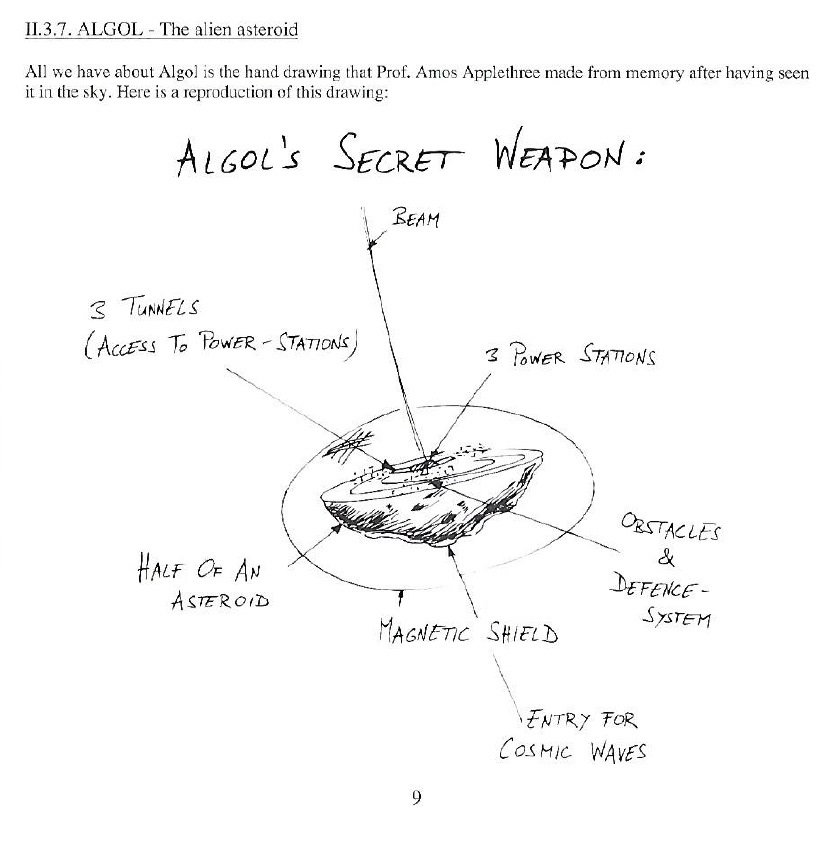 II.3.7. ALGOL - The alien asteroid
All we have about Algol is the hand drawing that Prof. Amos Applethree made from memory after having seen
it in the sky. Here is a reproduction of this drawing:
ALGOL'S SECRET WEAPON:
BEAM
3 TUNNELS
(ACCESS TO POWER-STATIONS)
3 POWER STATIONS
OBSTACLES
&
DEFENCE-
SYSTEM
HALF OF AN
ASTEROID
MAGNETIC SHIELD
ENTRY FOR
COSMIC WAVES
9